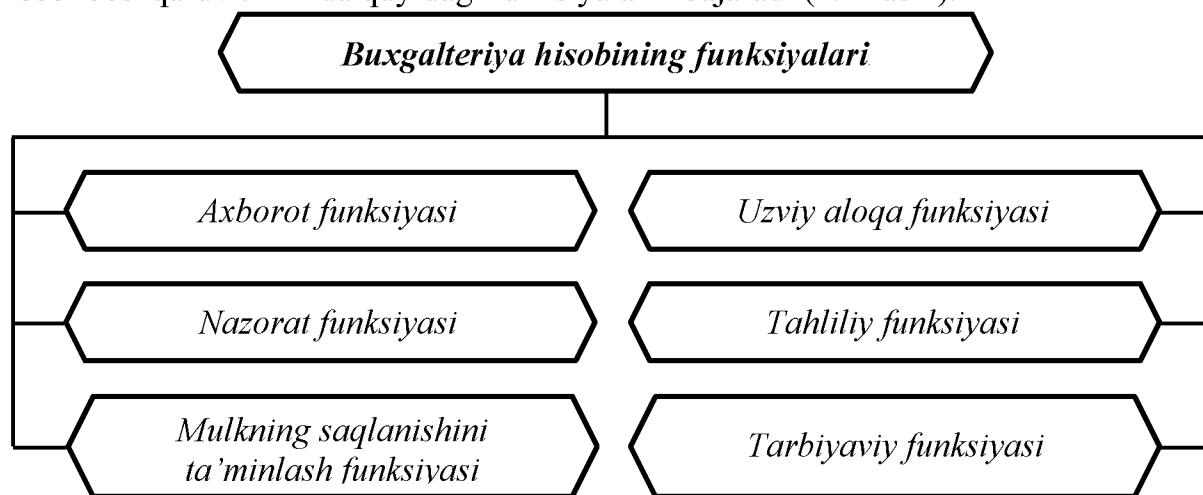 Buxgalteriya hisobining funksiyalari
Axborot funksiyasi
Uzviy aloqa funksiyasi
Nazorat funksiyasi
Tahliliy funksiyasi
Mulkning saqlanishini
ta’minlash funksiyasi
Tarbiyaviy funksiyasi